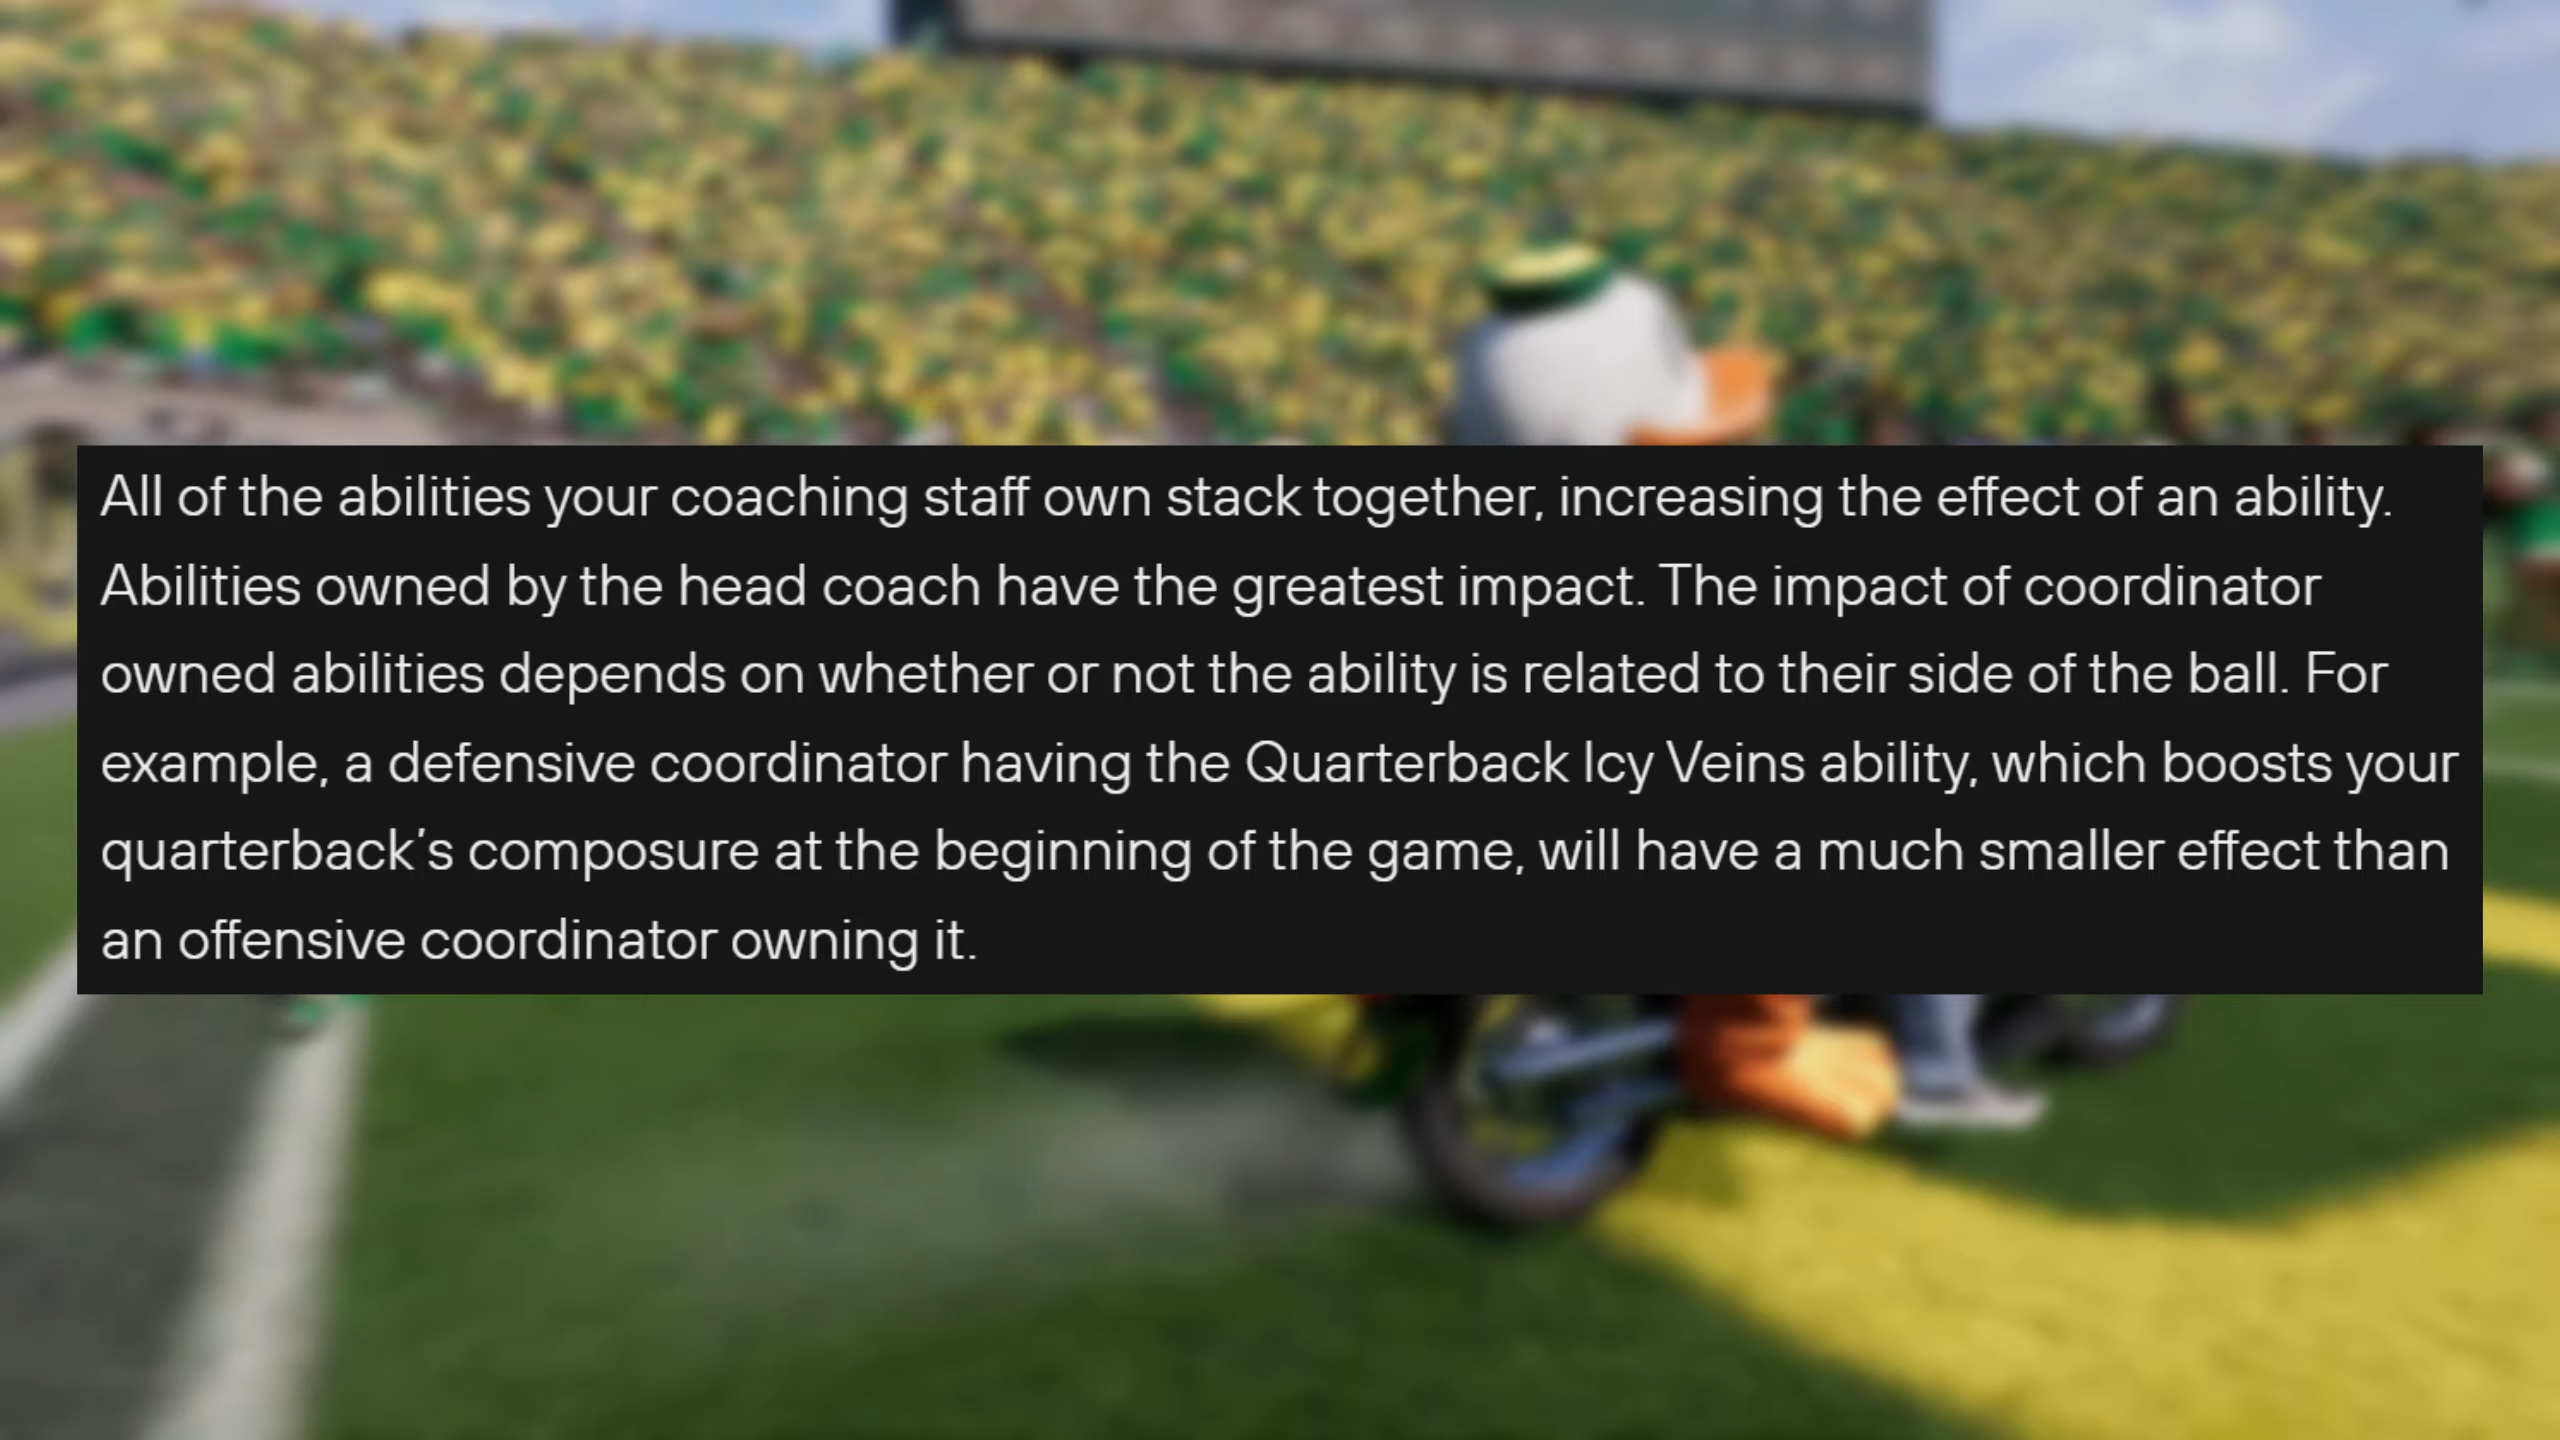 All of the abilities your coaching staff own stack together, increasing the effect of an ability.
Abilities owned by the head coach have the greatest impact. The impact of coordinator
owned abilities depends on whether or not the ability is related to their side of the ball. For
example, a defensive coordinator having the Quarterback Icy Veins ability, which boosts your
quarterback’s composure at the beginning of the game, will have a much smaller effect than
an offensive coordinator owning it.